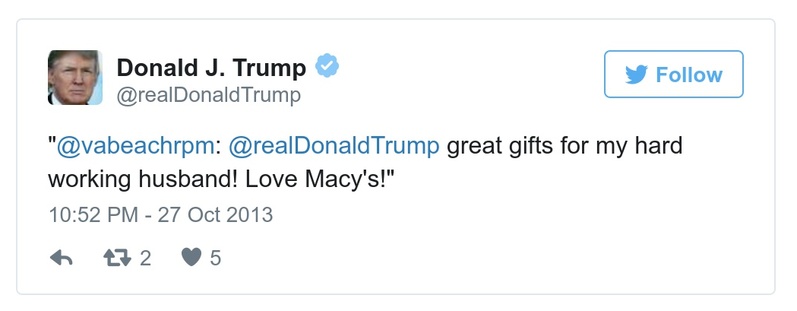 Donald J. Trump
Follow
@realDonaldTrump
"@vabeachrpm: @realDonaldTrump great gifts for my hard
working husband! Love Macy's!"
10:52 PM - 27 Oct 2013
2 5